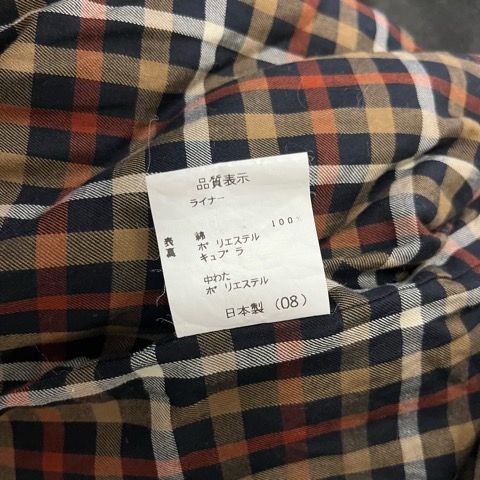 品質表示
ライナー
表 綿 100%
裏 ポリエステル
キュプラ
中わた
ポリエステル
日本製 (08)